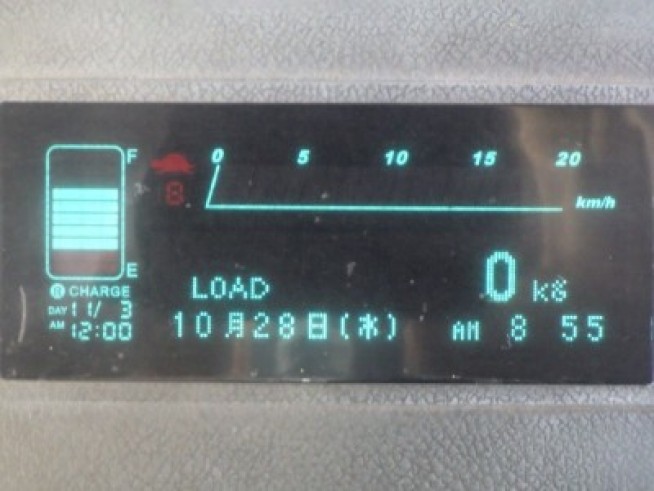 F
0 5 10 15 20
8
km/h
E
LOAD 0 kg
CHARGE
DAY 11/ 3
AM 12:00
10月28日(水) AM 8 55